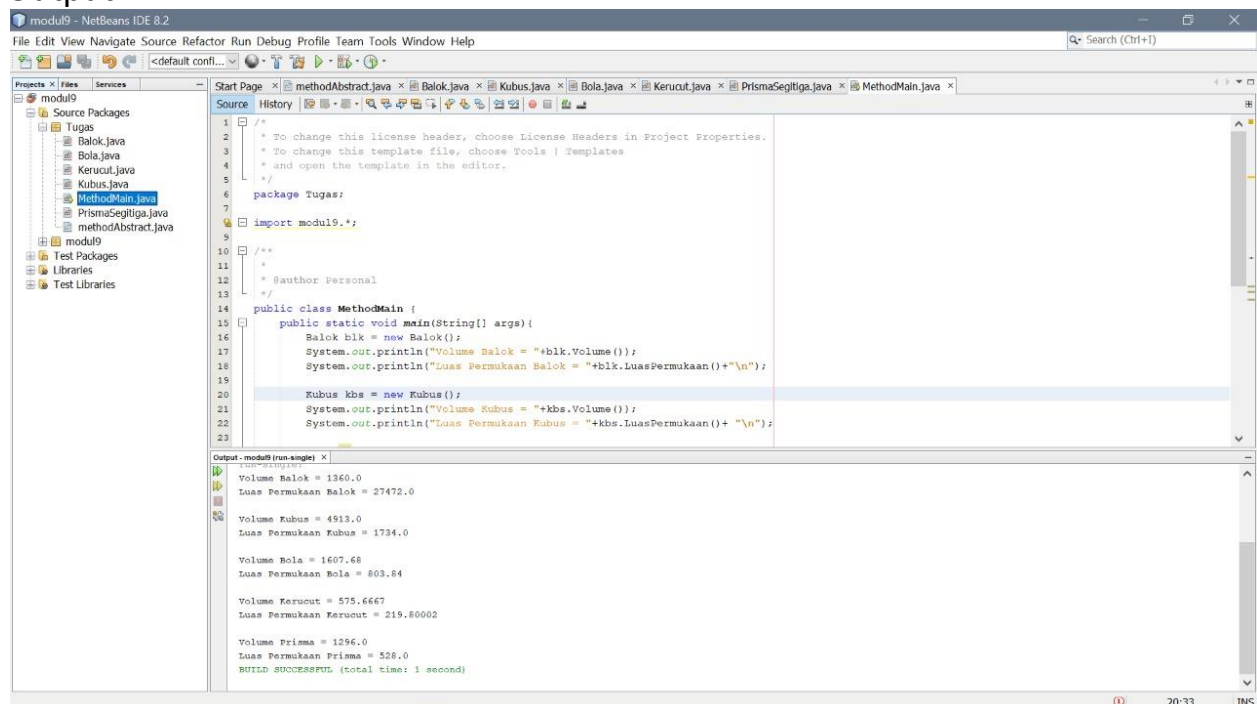 Output:
modul9 - NetBeans IDE 8.2
File Edit View Navigate Source Refactor Run Debug Profile Team Tools Window Help
Search (Ctrl+I)
<default confi...
Projects Files Services
Start Page methodAbstract.java Balok.java Kubus.java Bola.java Kerucut.java PrismaSegitiga.java MethodMain.java
modul9
Source Packages
Tugas
Balok.java
Bola.java
Kerucut.java
Kubus.java
MethodMain.java
PrismaSegitiga.java
methodAbstract.java
modul9
Test Packages
Libraries
Test Libraries
Source History
1 /*
2 * To change this license header, choose License Headers in Project Properties.
3 * To change this template file, choose Tools | Templates
4 * and open the template in the editor.
5 */
6 package Tugas;
7
import modul9.*;
9
10 /**
11 *
12 * @author Personal
13 */
14 public class MethodMain {
15 public static void main(String[] args){
16 Balok blk = new Balok();
17 System.out.println("Volume Balok = "+blk.Volume());
18 System.out.println("Luas Permukaan Balok = "+blk.LuasPermukaan()+"\n");
19
20 Kubus kbs = new Kubus();
21 System.out.println("Volume Kubus = "+kbs.Volume());
22 System.out.println("Luas Permukaan Kubus = "+kbs.LuasPermukaan()+ "\n");
23
Output - modul9 (run-single)
run-single:
Volume Balok = 1360.0
Luas Permukaan Balok = 27472.0
Volume Kubus = 4913.0
Luas Permukaan Kubus = 1734.0
Volume Bola = 1607.68
Luas Permukaan Bola = 803.84
Volume Kerucut = 575.6667
Luas Permukaan Kerucut = 219.80002
Volume Prisma = 1296.0
Luas Permukaan Prisma = 528.0
BUILD SUCCESSFUL (total time: 1 second)
20:33 INS